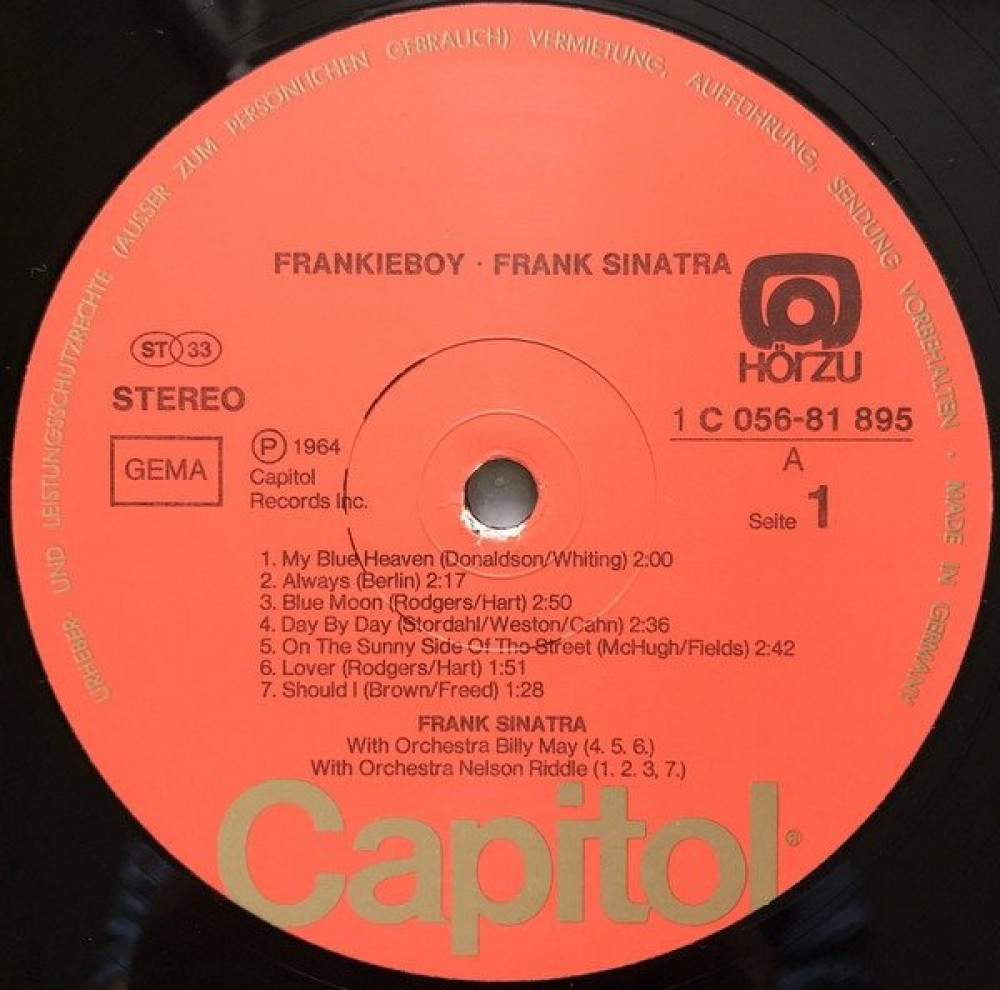 URHEBER- UND LEISTUNGSSCHUTZRECHTE (AUSSER ZUM PERSÖNLICHEN GEBRAUCH) VERMIETUNG, AUFFÜHRUNG, SENDUNG VORBEHALTEN · MADE IN GERMANY
FRANKIEBOY · FRANK SINATRA
HÖRZU
ST 33
STEREO
1 C 056-81 895
GEMA
℗ 1964
Capitol
Records Inc.
A
Seite 1
1. My Blue Heaven (Donaldson/Whiting) 2:00
2. Always (Berlin) 2:17
3. Blue Moon (Rodgers/Hart) 2:50
4. Day By Day (Stordahl/Weston/Cahn) 2:36
5. On The Sunny Side Of The Street (McHugh/Fields) 2:42
6. Lover (Rodgers/Hart) 1:51
7. Should I (Brown/Freed) 1:28
FRANK SINATRA
With Orchestra Billy May (4. 5. 6.)
With Orchestra Nelson Riddle (1. 2. 3, 7.)
Capitol®